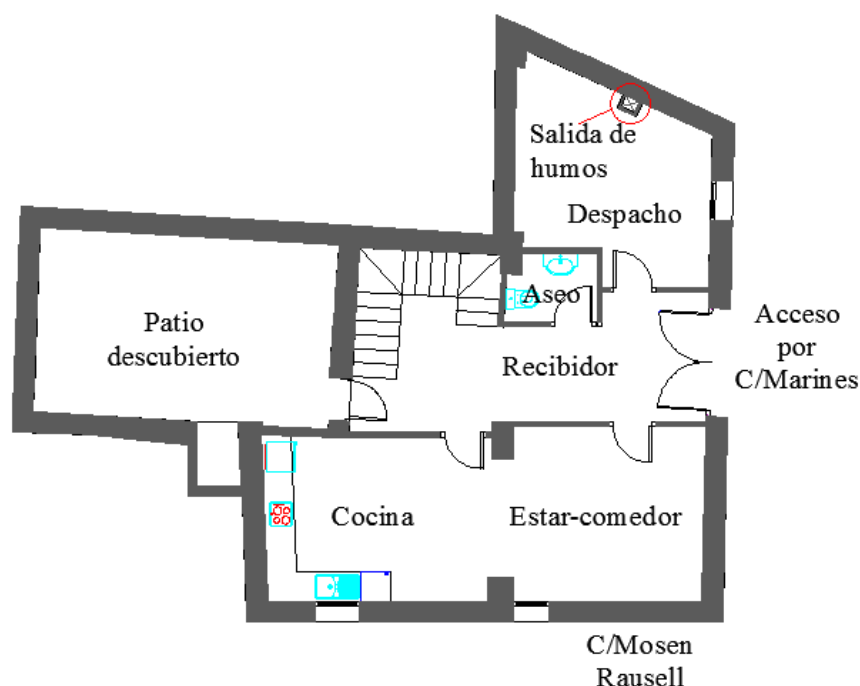 Salida de
humos
Despacho
Aseo
Patio
descubierto
Recibidor
Acceso
por
C/Marines
Cocina
Estar-comedor
C/Mosen
Rausell